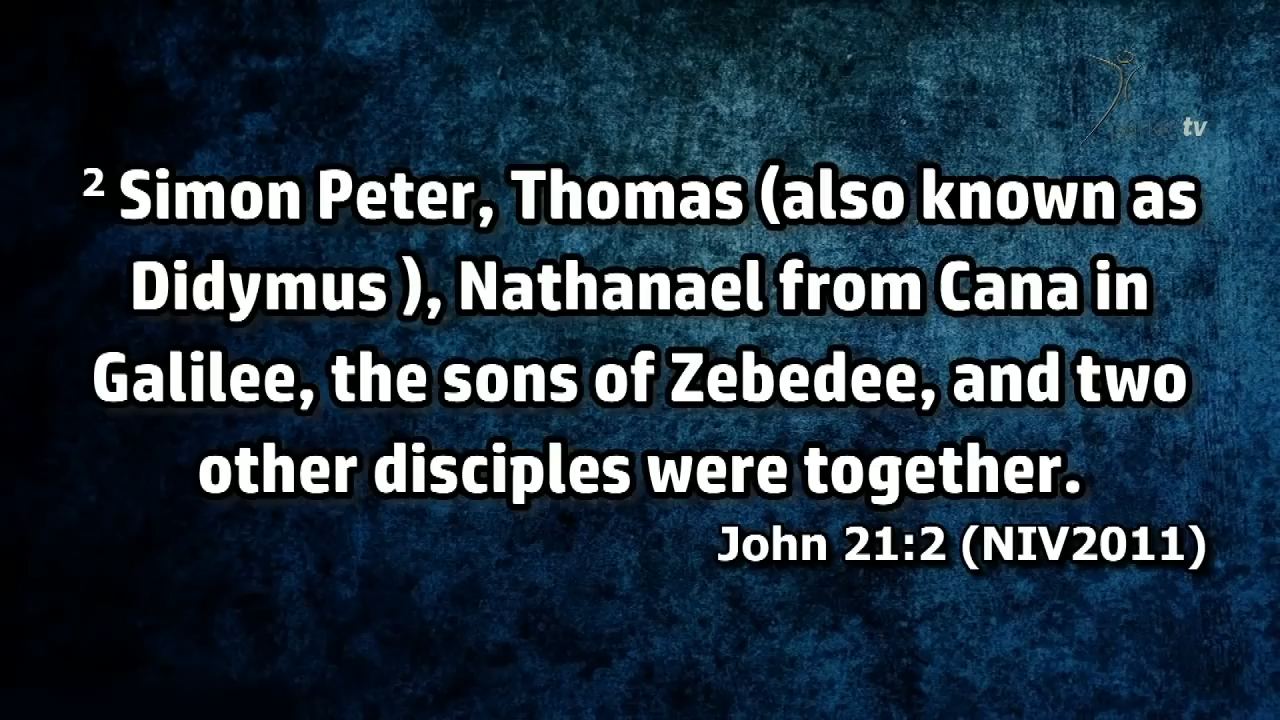 tv
² Simon Peter, Thomas (also known as
Didymus ), Nathanael from Cana in
Galilee, the sons of Zebedee, and two
other disciples were together.
John 21:2 (NIV2011)